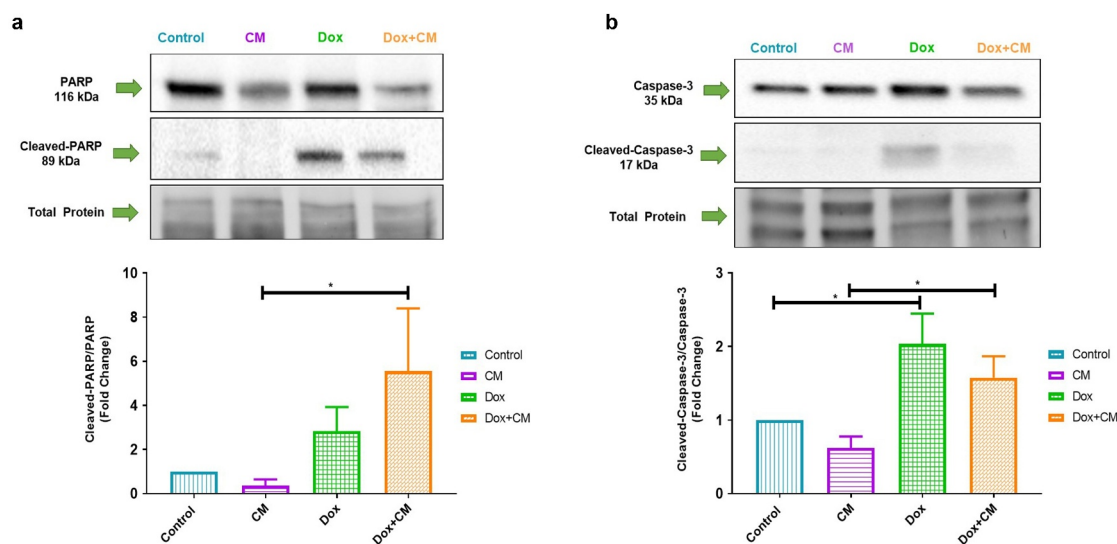 a
Control CM Dox Dox+CM
PARP
116 kDa
Cleaved-PARP
89 kDa
Total Protein
Cleaved-PARP/PARP
(Fold Change)
10
8
6
4
2
0
*
Control
CM
Dox
Dox+CM
Control
CM
Dox
Dox+CM
b
Control CM Dox Dox+CM
Caspase-3
35 kDa
Cleaved-Caspase-3
17 kDa
Total Protein
Cleaved-Caspase-3/Caspase-3
(Fold Change)
3
2
1
0
*
*
Control
CM
Dox
Dox+CM
Control
CM
Dox
Dox+CM